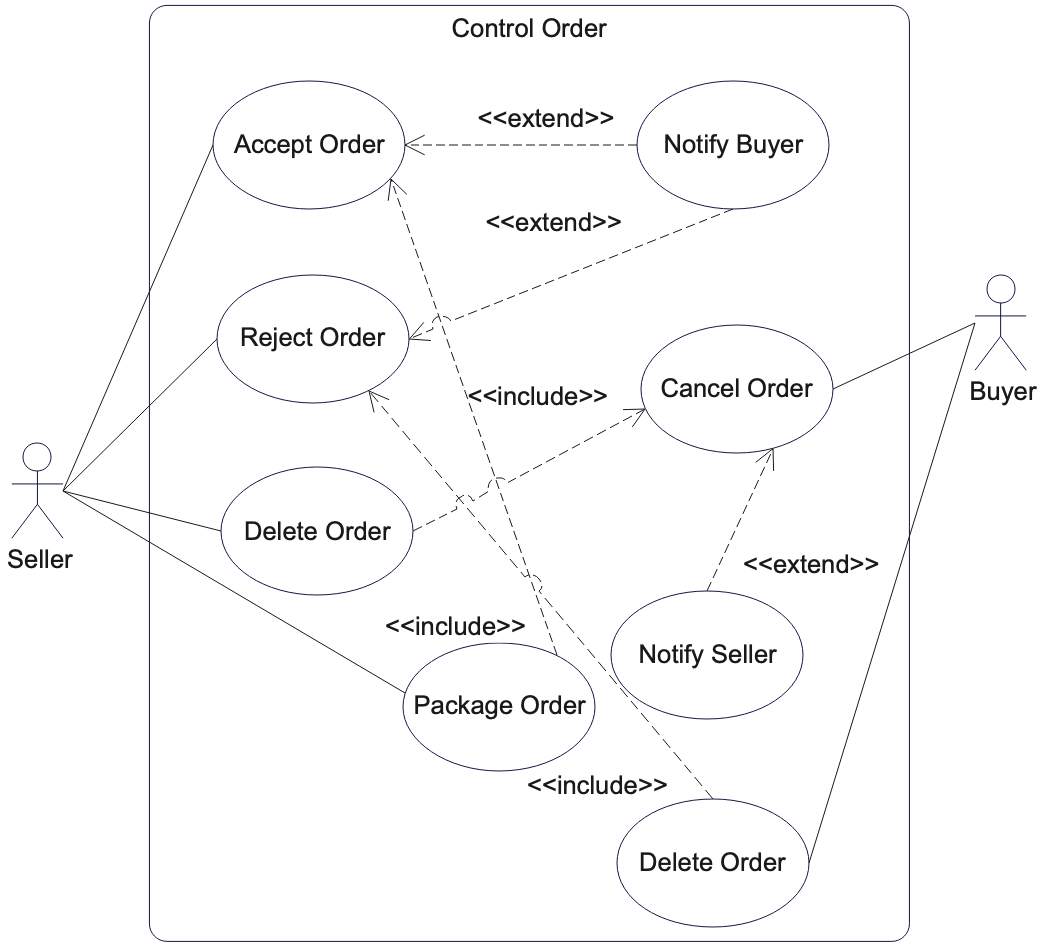 Control Order
<<extend>>
Accept Order
Notify Buyer
<<extend>>
Reject Order
Cancel Order
Buyer
<<include>>
Delete Order
Seller
<<extend>>
<<include>>
Notify Seller
Package Order
<<include>>
Delete Order